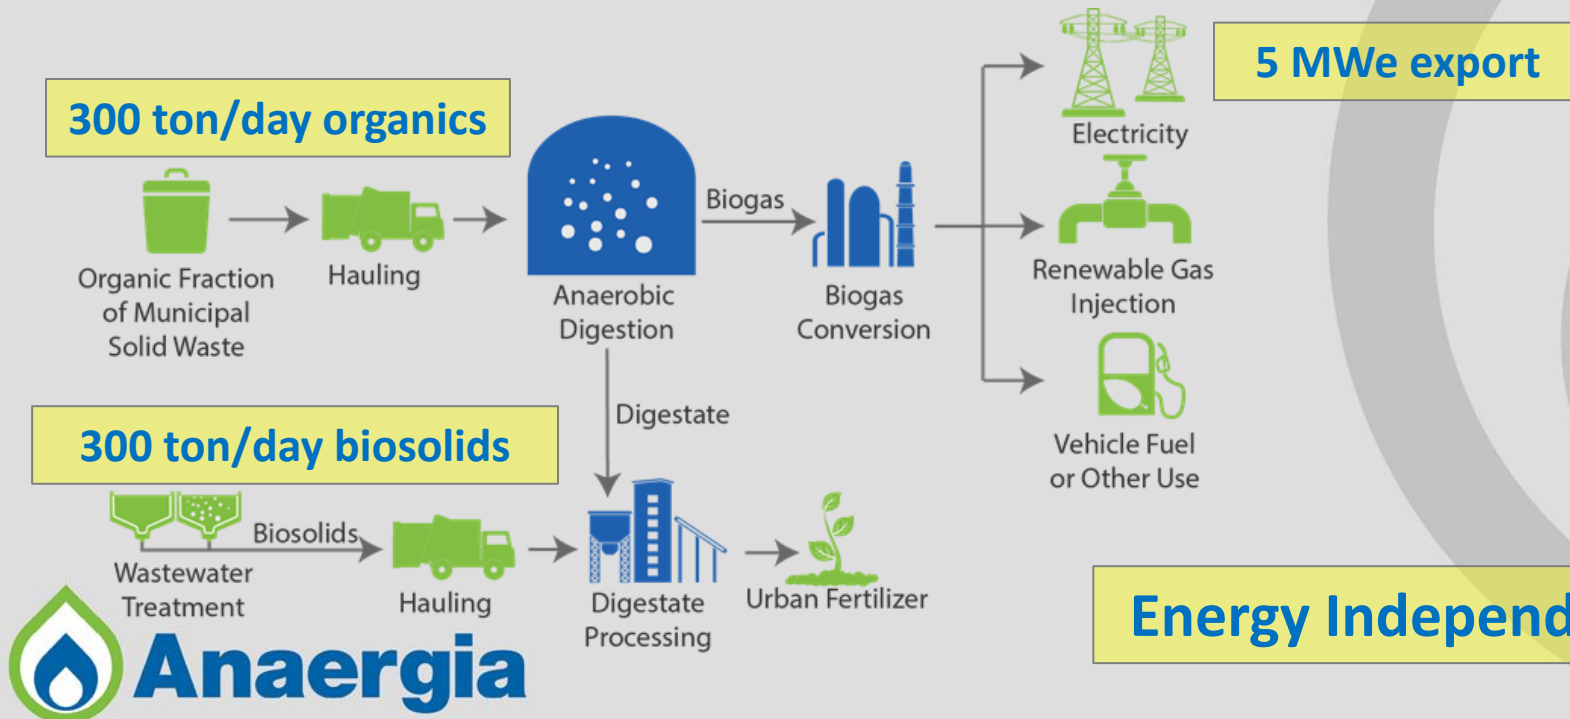 5 MWe export
300 ton/day organics
Electricity
Biogas
Organic Fraction
of Municipal
Solid Waste
Hauling
Anaerobic
Digestion
Biogas
Conversion
Renewable Gas
Injection
Digestate
300 ton/day biosolids
Vehicle Fuel
or Other Use
Biosolids
Wastewater
Treatment
Hauling
Digestate
Processing
Urban Fertilizer
Energy Independ
Anaergia